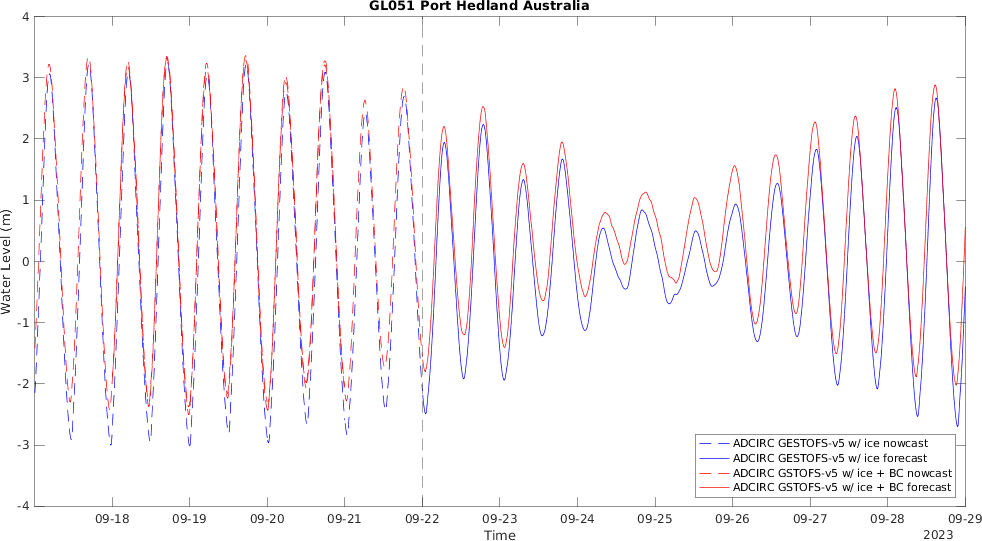 GL051 Port Hedland Australia
4
3
2
1
0
-1
-2
-3
-4
Water Level (m)
ADCIRC GESTOFS-v5 w/ ice nowcast
ADCIRC GESTOFS-v5 w/ ice forecast
ADCIRC GSTOFS-v5 w/ ice + BC nowcast
ADCIRC GSTOFS-v5 w/ ice + BC forecast
09-18 09-19 09-20 09-21 09-22 09-23 09-24 09-25 09-26 09-27 09-28 09-29
Time
2023